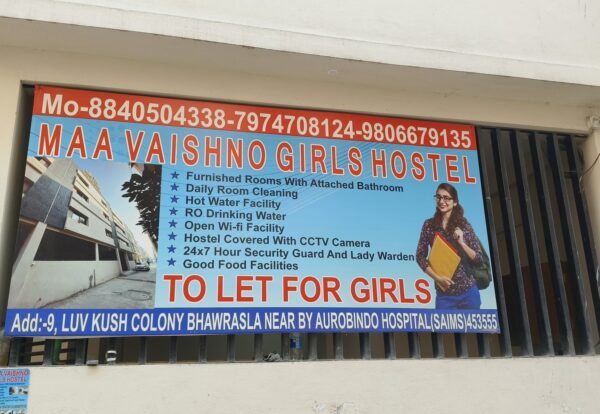 Mo-8840504338-7974708124-9806679135
MAA VAISHNO GIRLS HOSTEL
★ Furnished Rooms With Attached Bathroom
★ Daily Room Cleaning
★ Hot Water Facility
★ RO Drinking Water
★ Open Wi-fi Facility
★ Hostel Covered With CCTV Camera
★ 24x7 Hour Security Guard And Lady Warden
★ Good Food Facilities
TO LET FOR GIRLS
Add:-9, LUV KUSH COLONY BHAWRASLA NEAR BY AUROBINDO HOSPITAL(SAIMS)453555
VAISHNO
LS HOSTEL